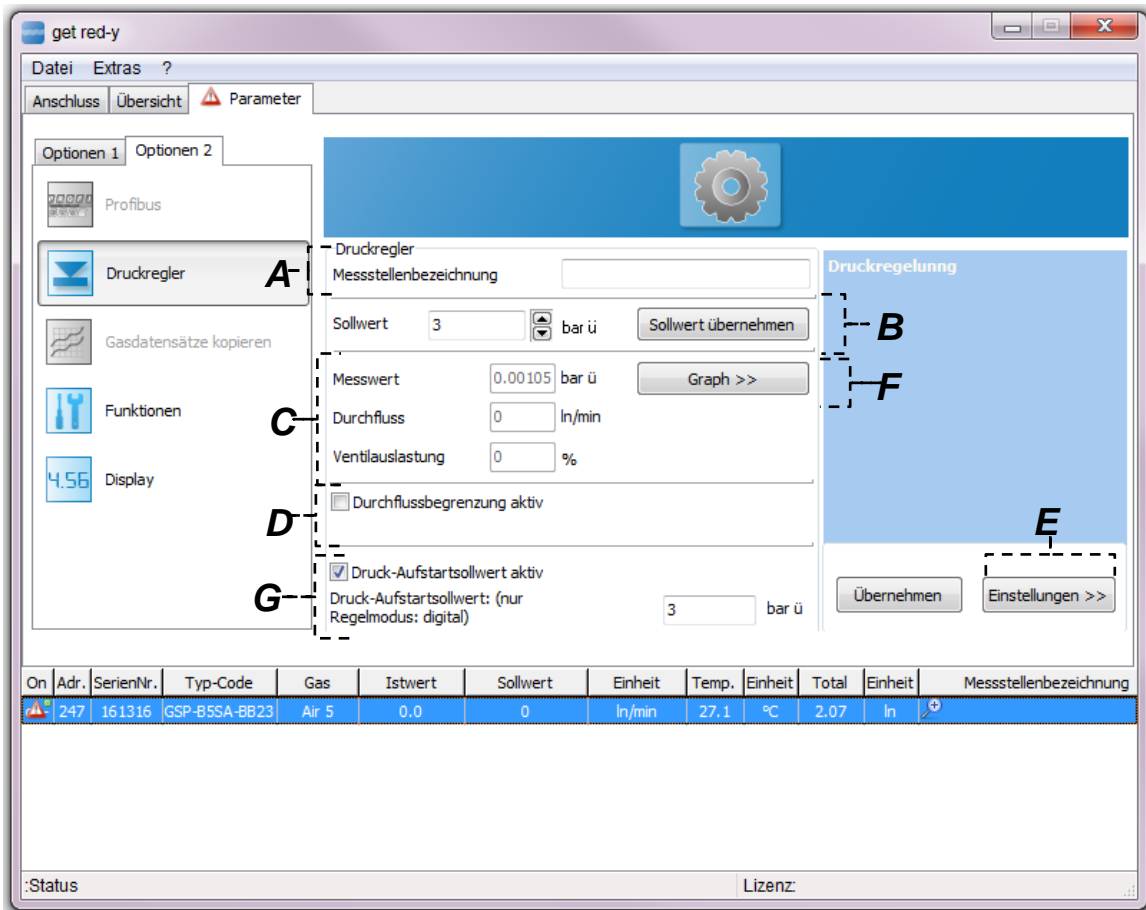 get red-y
Datei Extras ?
Anschluss Übersicht Parameter
Optionen 1 Optionen 2
Profibus
Druckregler
Gasdatensätze kopieren
Funktionen
4.56 Display
A
Druckregler
Messstellenbezeichnung
Druckregelunng
Sollwert 3 bar ü Sollwert übernehmen
B
C
Messwert 0.00105 bar ü Graph >>
F
Durchfluss 0 ln/min
Ventilauslastung 0 %
D
Durchflussbegrenzung aktiv
E
G
Druck-Aufstartsollwert aktiv
Druck-Aufstartsollwert: (nur
Regelmodus: digital)
3 bar ü
Übernehmen Einstellungen >>
On Adr. SerienNr. Typ-Code Gas Istwert Sollwert Einheit Temp. Einheit Total Einheit Messstellenbezeichnung
247 161316 GSP-B5SA-BB23 Air 5 0.0 0 ln/min 27.1 °C 2.07 ln
:Status Lizenz: